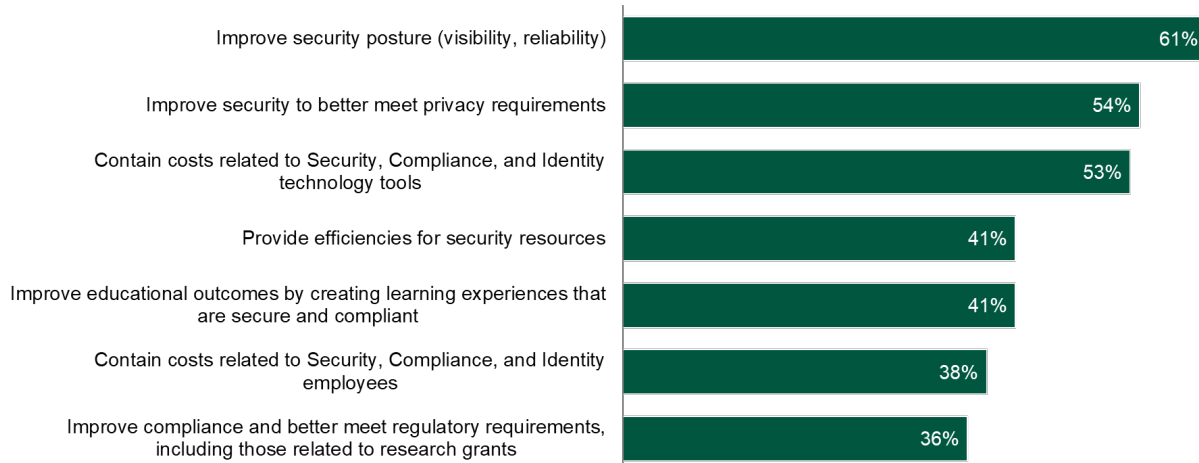 Improve security posture (visibility, reliability)
61%
Improve security to better meet privacy requirements
54%
Contain costs related to Security, Compliance, and Identity
technology tools
53%
Provide efficiencies for security resources
41%
Improve educational outcomes by creating learning experiences that
are secure and compliant
41%
Contain costs related to Security, Compliance, and Identity
employees
38%
Improve compliance and better meet regulatory requirements,
including those related to research grants
36%